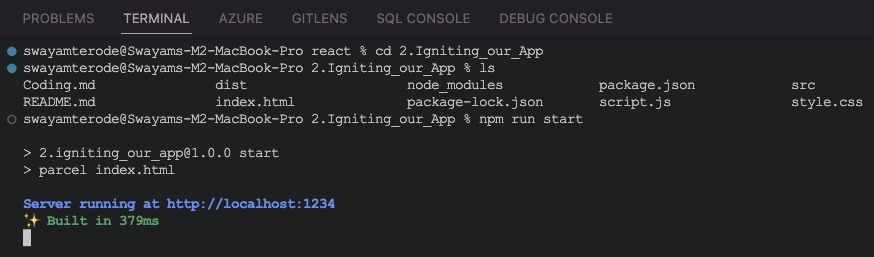 PROBLEMS TERMINAL AZURE GITLENS SQL CONSOLE DEBUG CONSOLE
swayamterode@Swayams-M2-MacBook-Pro react % cd 2.Igniting_our_App
swayamterode@Swayams-M2-MacBook-Pro 2.Igniting_our_App % ls
Coding.md dist node_modules package.json src
README.md index.html package-lock.json script.js style.css
swayamterode@Swayams-M2-MacBook-Pro 2.Igniting_our_App % npm run start
> 2.igniting_our_app@1.0.0 start
> parcel index.html
Server running at http://localhost:1234
✨ Built in 379ms